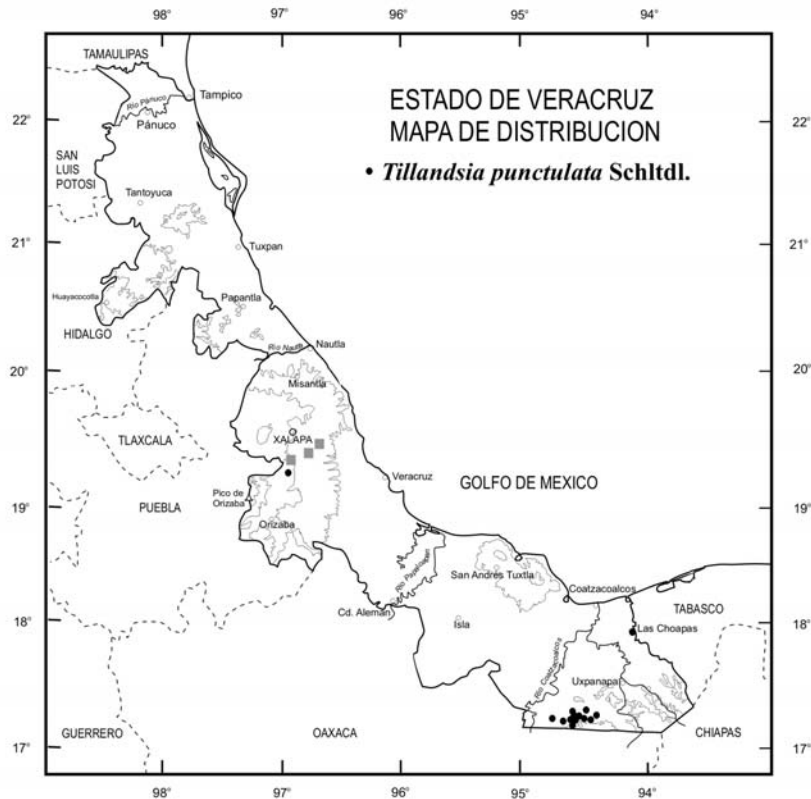 98° 97° 96° 95° 94°
TAMAULIPAS
Río Pánuco
Tampico
Pánuco
22° 22°
ESTADO DE VERACRUZ
MAPA DE DISTRIBUCION
• Tillandsia punctulata Schltdl.
SAN
LUIS
POTOSI
Tantoyuca
21° 21°
Tuxpan
Huayacocotla
Papantla
HIDALGO
Río Nautla
Nautla
20° 20°
Misantla
XALAPA
TLAXCALA
Veracruz
GOLFO DE MEXICO
PUEBLA
Pico de
Orizaba
19° 19°
Orizaba
Río Papaloapan
San Andrés Tuxtla
Coatzacoalcos
TABASCO
Cd. Alemán
18° 18°
Isla
Las Choapas
Río Coatzacoalcos
Uxpanapa
GUERRERO
OAXACA
CHIAPAS
17° 17°
98° 97° 96° 95° 94°